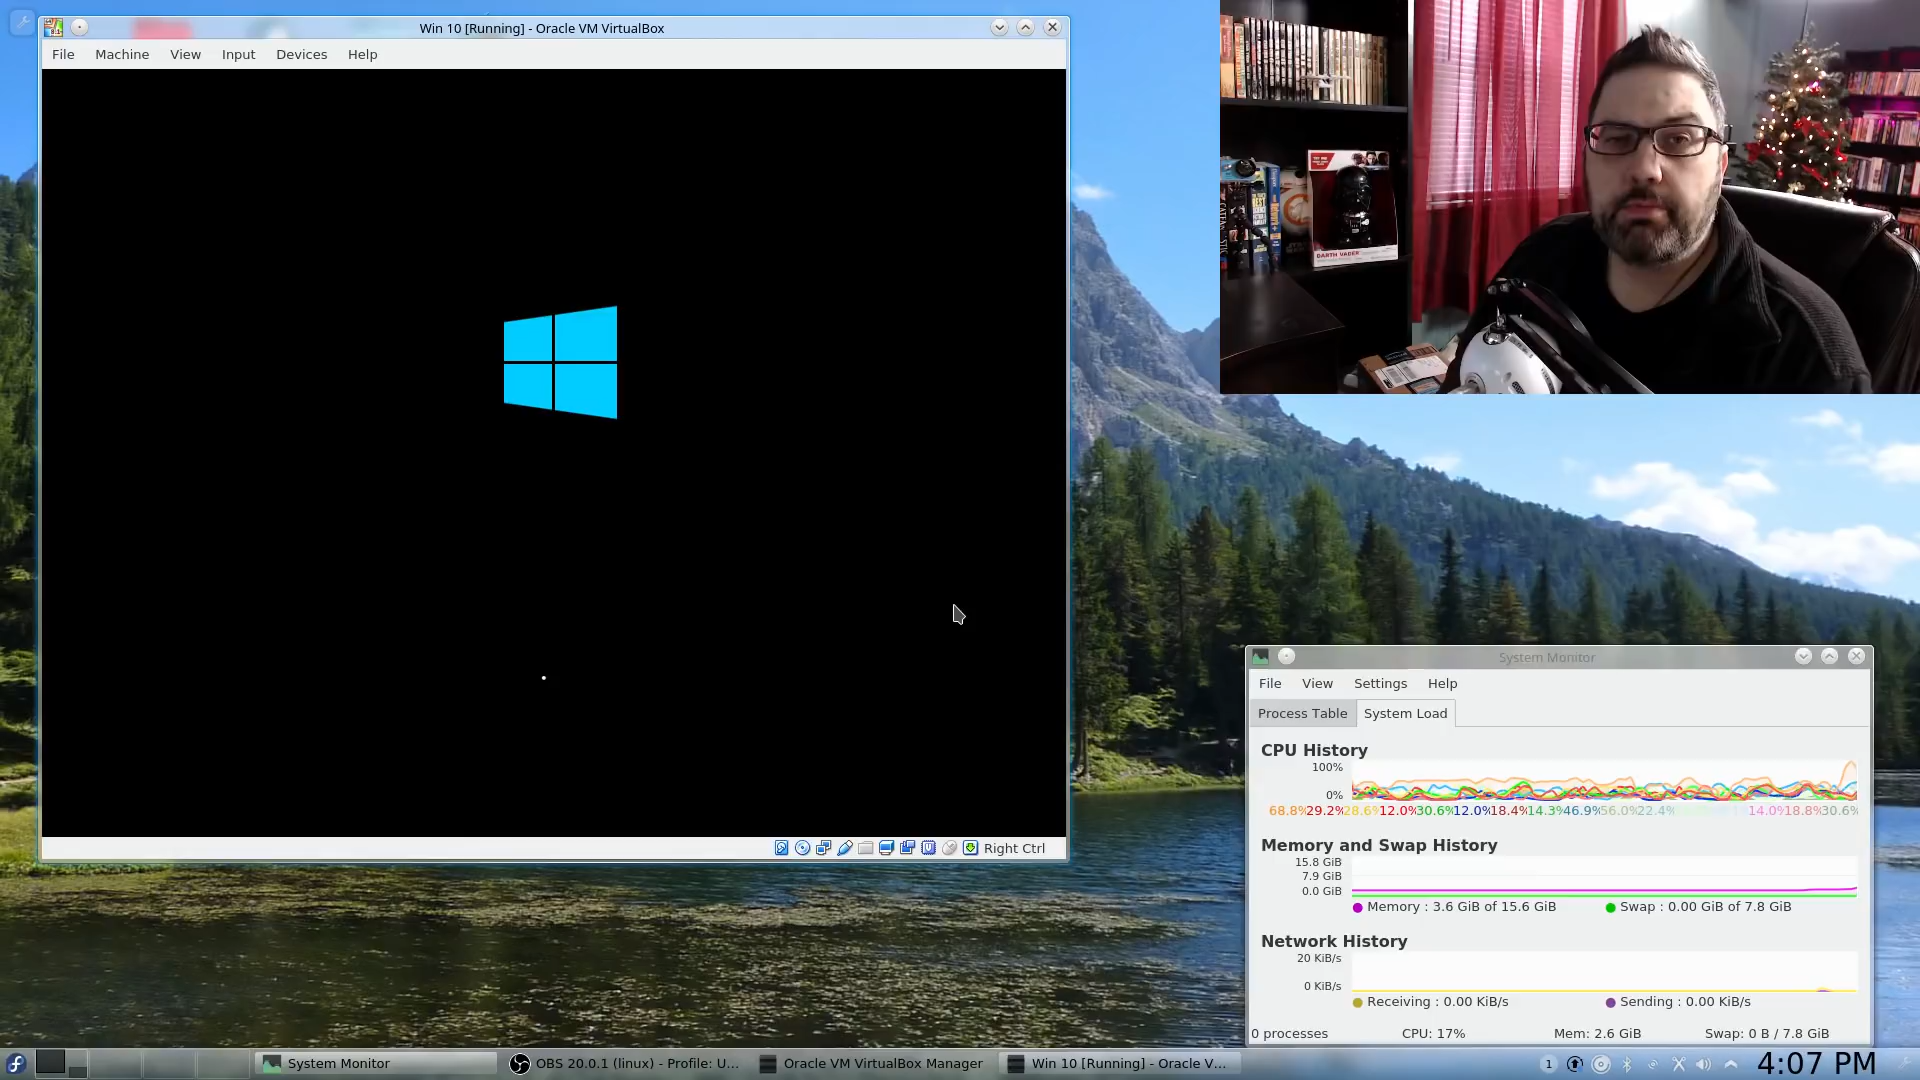 Win 10 [Running] - Oracle VM VirtualBox
File Machine View Input Devices Help
Right Ctrl
DARTH VADER
System Monitor
File View Settings Help
Process Table System Load
CPU History
100%
0%
68.8% 29.2% 28.6% 12.0% 30.6% 12.0% 18.4% 14.3% 46.9% 56.0% 22.4% 14.0% 18.8% 30.6%
Memory and Swap History
15.8 GiB
7.9 GiB
0.0 GiB
Memory : 3.6 GiB of 15.6 GiB Swap : 0.00 GiB of 7.8 GiB
Network History
20 KiB/s
0 KiB/s
Receiving : 0.00 KiB/s Sending : 0.00 KiB/s
0 processes CPU: 17% Mem: 2.6 GiB Swap: 0 B / 7.8 GiB
System Monitor OBS 20.0.1 (linux) - Profile: U... Oracle VM VirtualBox Manager Win 10 [Running] - Oracle V... 1 4:07 PM